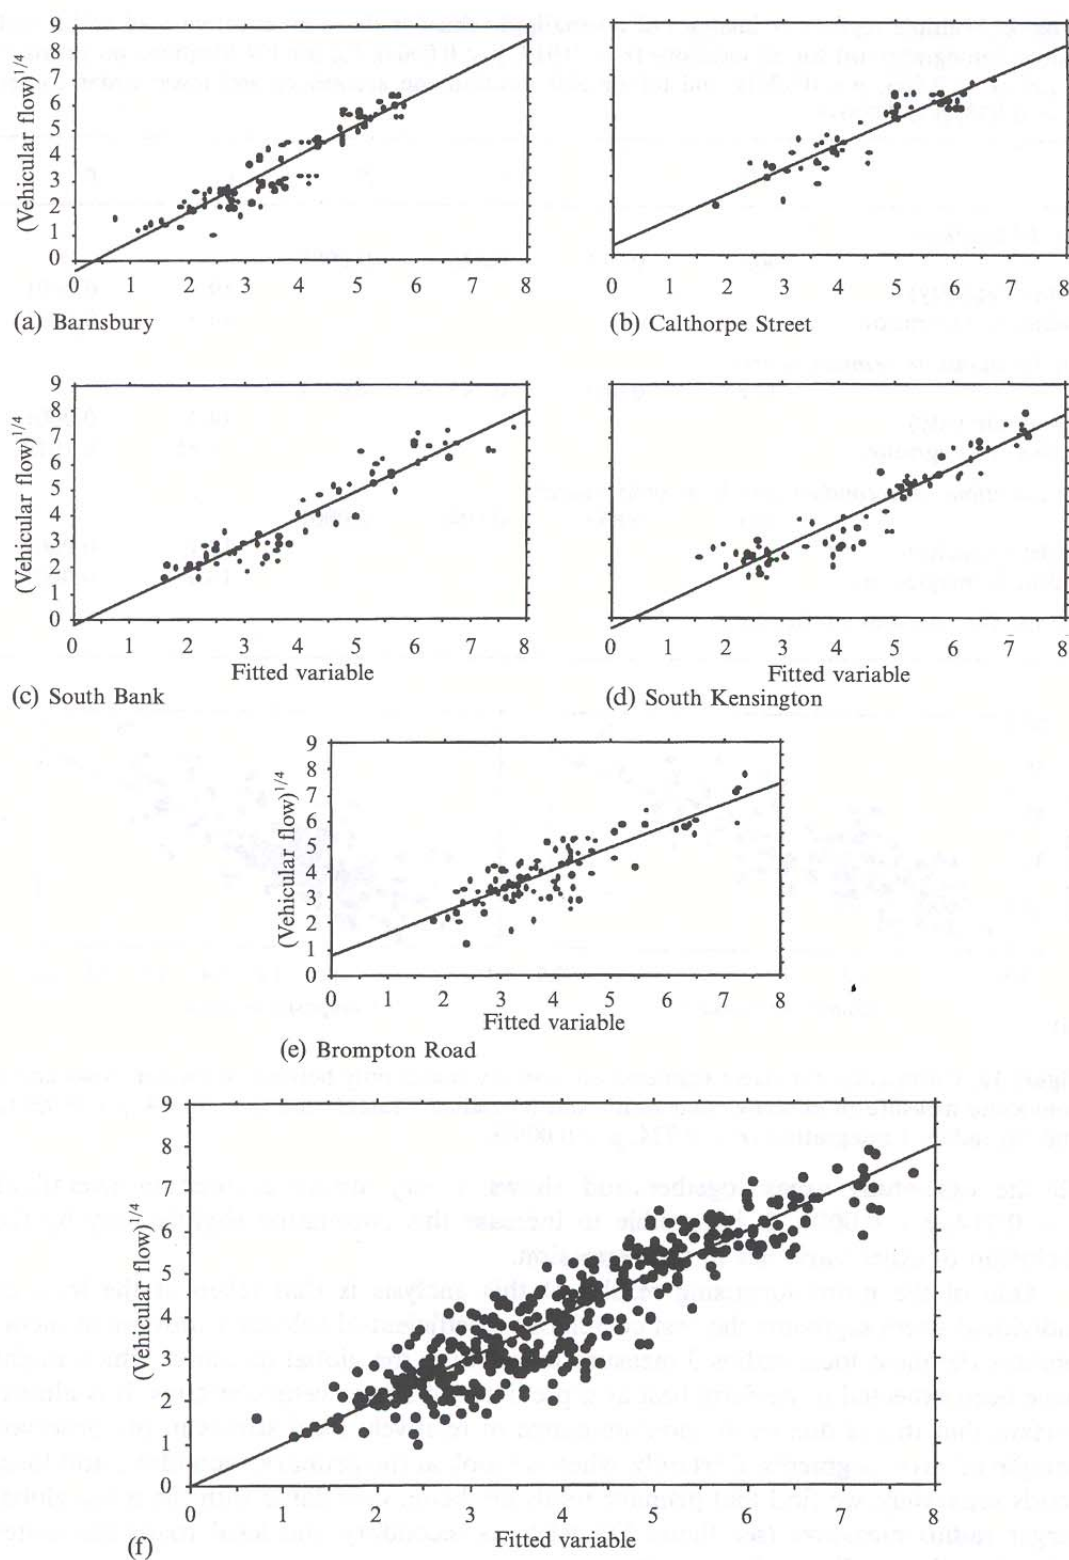 (Vehicular flow)1/4
9
8
7
6
5
4
3
2
1
0
0 1 2 3 4 5 6 7 8
(a) Barnsbury
0 1 2 3 4 5 6 7 8
(b) Calthorpe Street
(Vehicular flow)1/4
9
8
7
6
5
4
3
2
1
0
0 1 2 3 4 5 6 7 8
Fitted variable
(c) South Bank
0 1 2 3 4 5 6 7 8
Fitted variable
(d) South Kensington
(Vehicular flow)1/4
9
8
7
6
5
4
3
2
1
0
0 1 2 3 4 5 6 7 8
Fitted variable
(e) Brompton Road
(Vehicular flow)1/4
9
8
7
6
5
4
3
2
1
0
0 1 2 3 4 5 6 7 8
Fitted variable
(f)